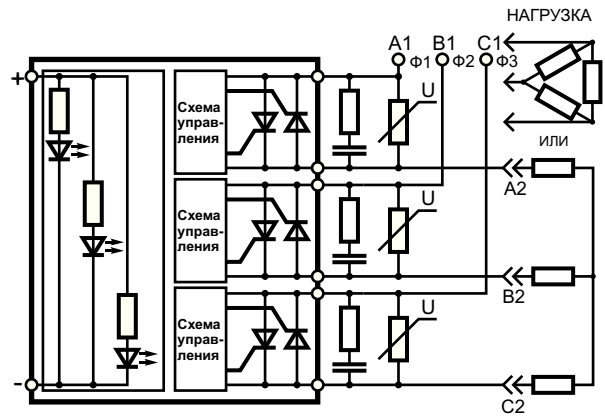 НАГРУЗКА
A1 B1 C1
Ф1 Ф2 Ф3
+
Схема
управ-
ления
U
ИЛИ
A2
Схема
управ-
ления
U
B2
Схема
управ-
ления
U
-
C2